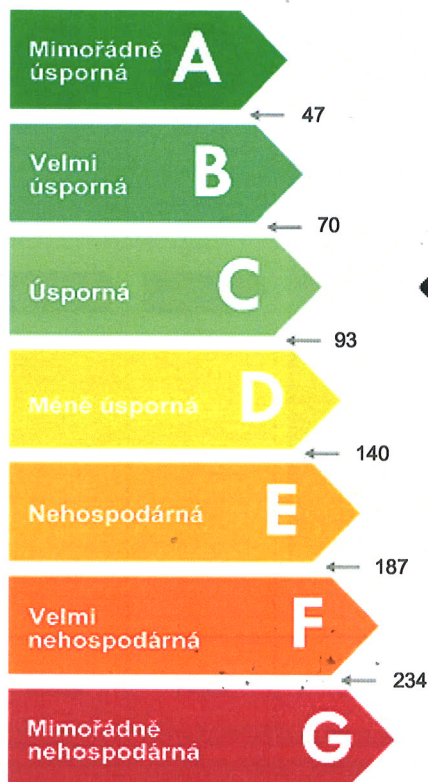 Mimořádně
úsporná
A
47
Velmi
úsporná
B
70
Úsporná
C
93
Méně úsporná
D
140
Nehospodárná
E
187
Velmi
nehospodárná
F
234
Mimořádně
nehospodárná
G